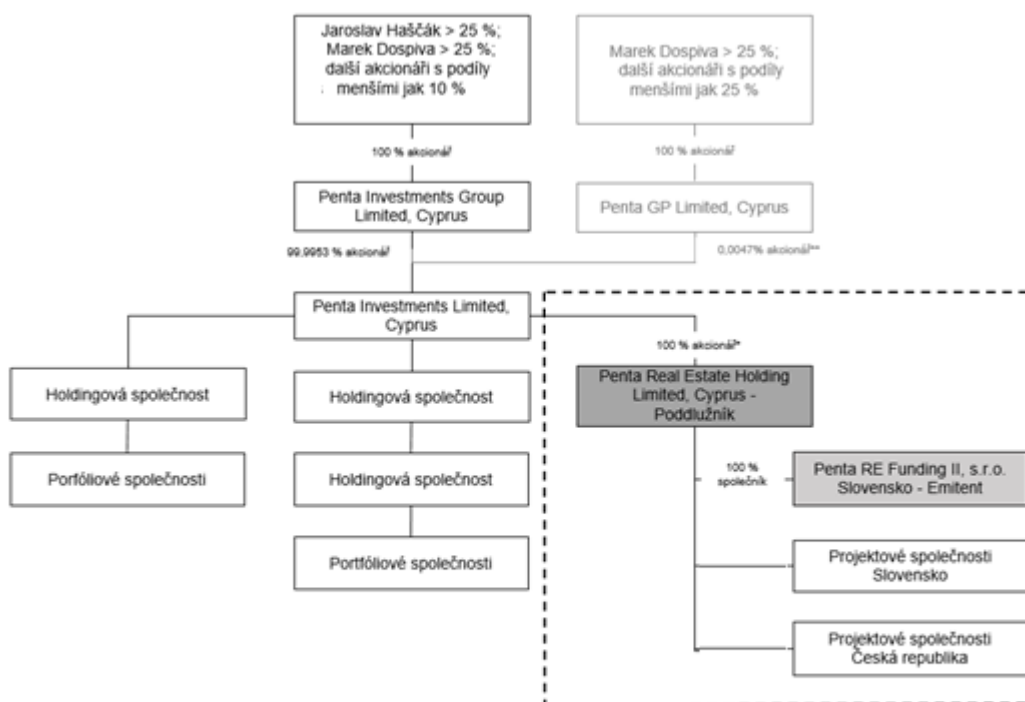 Jaroslav Haščák > 25 %;
Marek Dospiva > 25 %;
další akcionáři s podíly
menšími jak 10 %
Marek Dospiva > 25 %;
další akcionáři s podíly
menšími jak 25 %
100 % akcionář
100 % akcionář
Penta Investments Group
Limited, Cyprus
Penta GP Limited, Cyprus
99,9953 % akcionář
0,0047% akcionář**
Penta Investments Limited,
Cyprus
100 % akcionář*
Holdingová společnost
Holdingová společnost
Penta Real Estate Holding
Limited, Cyprus -
Poddlužník
Porfóliové společnosti
Holdingová společnost
100 %
společník
Penta RE Funding II, s.r.o.
Slovensko - Emitent
Portfóliové společnosti
Projektové společnosti
Slovensko
Projektové společnosti
Česká republika